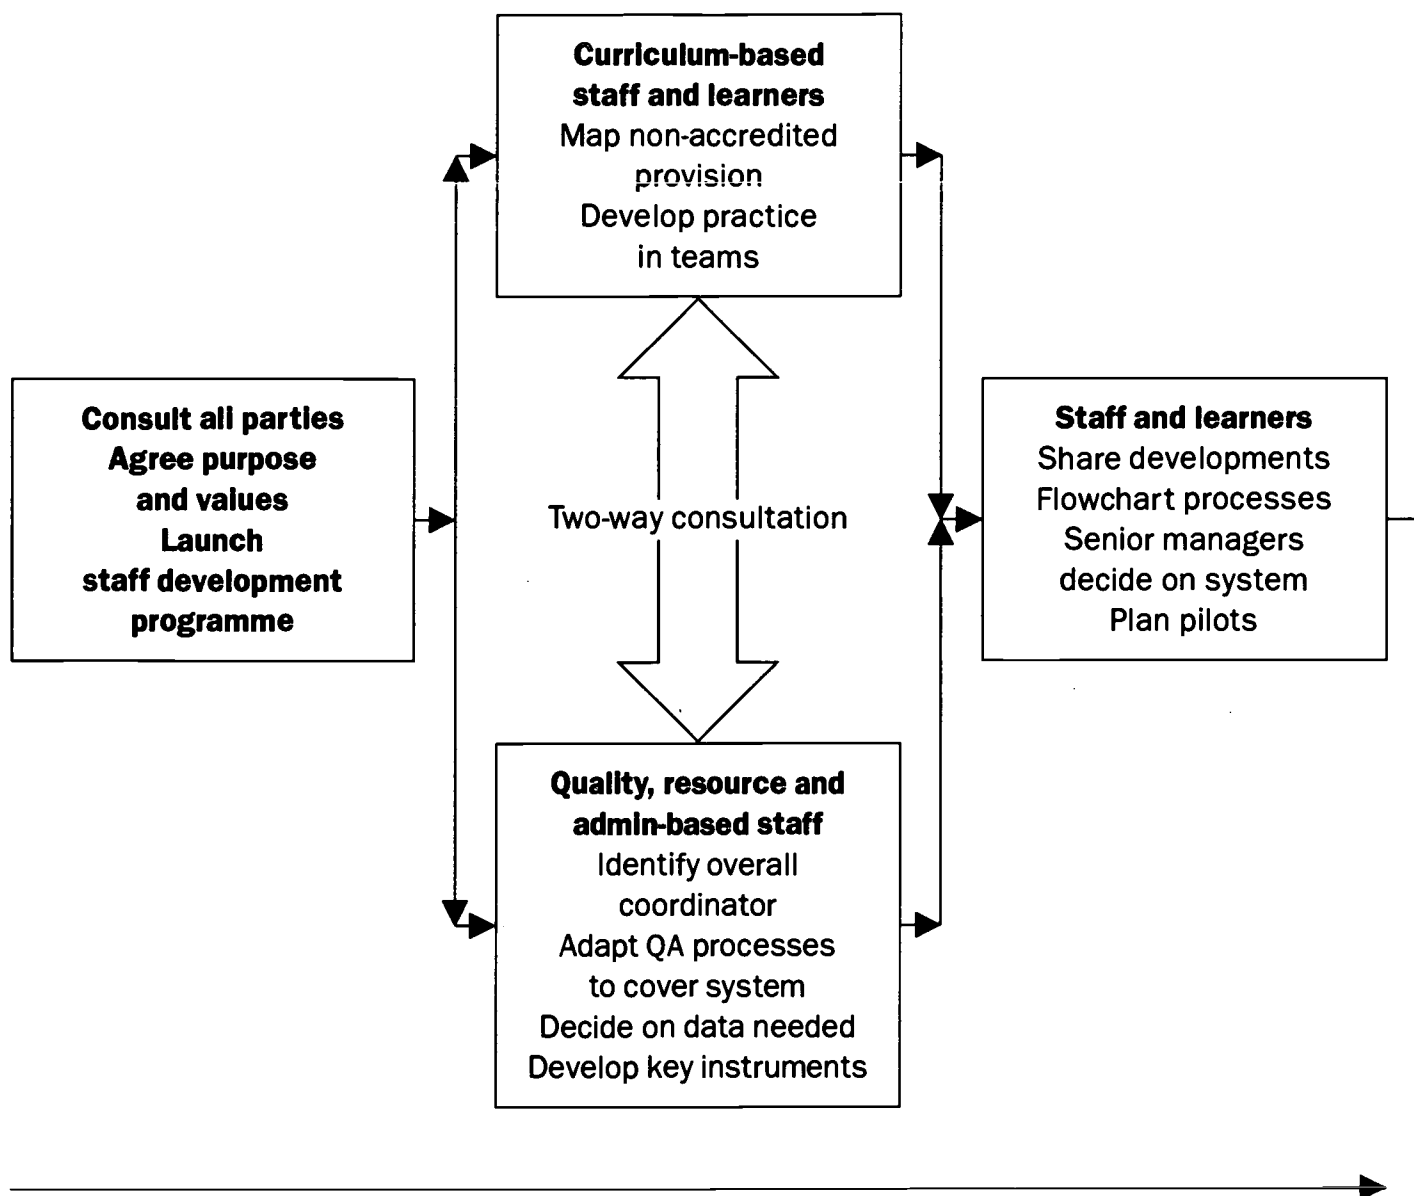 Curriculum-based
staff and learners
Map non-accredited
provision
Develop practice
in teams
Consult all parties
Agree purpose
and values
Launch
staff development
programme
Two-way consultation
Staff and learners
Share developments
Flowchart processes
Senior managers
decide on system
Plan pilots
Quality, resource and
admin-based staff
Identify overall
coordinator
Adapt QA processes
to cover system
Decide on data needed
Develop key instruments